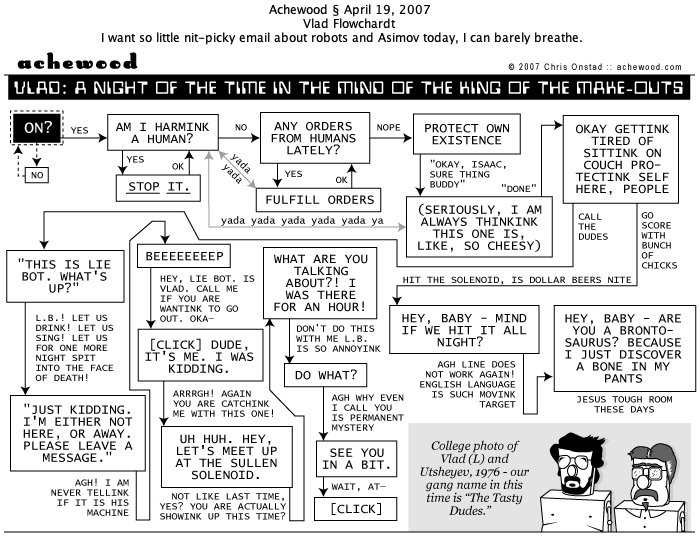 Achewood § April 19, 2007
Vlad Flowchardt
I want so little nit-picky email about robots and Asimov today, I can barely breathe.
achewood
© 2007 Chris Onstad :: achewood.com
VLAD: A NIGHT OF THE TIME IN THE MIND OF THE KING OF THE MAKE-OUTS
ON?
YES
NO
AM I HARMINK
A HUMAN?
YES
OK
STOP IT.
NO
ANY ORDERS
FROM HUMANS
LATELY?
YES
OK
FULFILL ORDERS
yada
yada
yada yada yada yada yada ya
NOPE
PROTECT OWN
EXISTENCE
"OKAY, ISAAC,
SURE THING
BUDDY"
"DONE"
(SERIOUSLY, I AM
ALWAYS THINKINK
THIS ONE IS,
LIKE, SO CHEESY)
OKAY GETTINK
TIRED OF
SITTINK ON
COUCH PRO-
TECTINK SELF
HERE, PEOPLE
CALL
THE
DUDES
GO
SCORE
WITH
BUNCH
OF
CHICKS
"THIS IS LIE
BOT. WHAT'S
UP?"
L.B.! LET US
DRINK! LET US
SING! LET US
FOR ONE MORE
NIGHT SPIT
INTO THE FACE
OF DEATH!
"JUST KIDDING.
I'M EITHER NOT
HERE, OR AWAY.
PLEASE LEAVE A
MESSAGE."
AGH! I AM
NEVER TELLINK
IF IT IS HIS
MACHINE
BEEEEEEEEP
HEY, LIE BOT. IS
VLAD. CALL ME
IF YOU ARE
WANTINK TO GO
OUT. OKA—
[CLICK] DUDE,
IT'S ME. I WAS
KIDDING.
ARRRGH! AGAIN
YOU ARE CATCHINK
ME WITH THIS ONE!
UH HUH. HEY,
LET'S MEET UP
AT THE SULLEN
SOLENOID.
NOT LIKE LAST TIME,
YES? YOU ARE ACTUALLY
SHOWINK UP THIS TIME?
WHAT ARE YOU
TALKING
ABOUT?! I
WAS THERE
FOR AN HOUR!
DON'T DO THIS
WITH ME L.B.
IS SO ANNOYINK
DO WHAT?
AGH WHY EVEN
I CALL YOU
IS PERMANENT
MYSTERY
SEE YOU
IN A BIT.
WAIT, AT—
[CLICK]
HIT THE SOLENOID, IS DOLLAR BEERS NITE
HEY, BABY - MIND
IF WE HIT IT ALL
NIGHT?
AGH LINE DOES
NOT WORK AGAIN!
ENGLISH LANGUAGE
IS SUCH MOVINK
TARGET
HEY, BABY - ARE
YOU A BRONTO-
SAURUS? BECAUSE
I JUST DISCOVER
A BONE IN MY
PANTS
JESUS TOUGH ROOM
THESE DAYS
College photo of
Vlad (L) and
Utsheyev, 1976 - our
gang name in this
time is "The Tasty
Dudes."